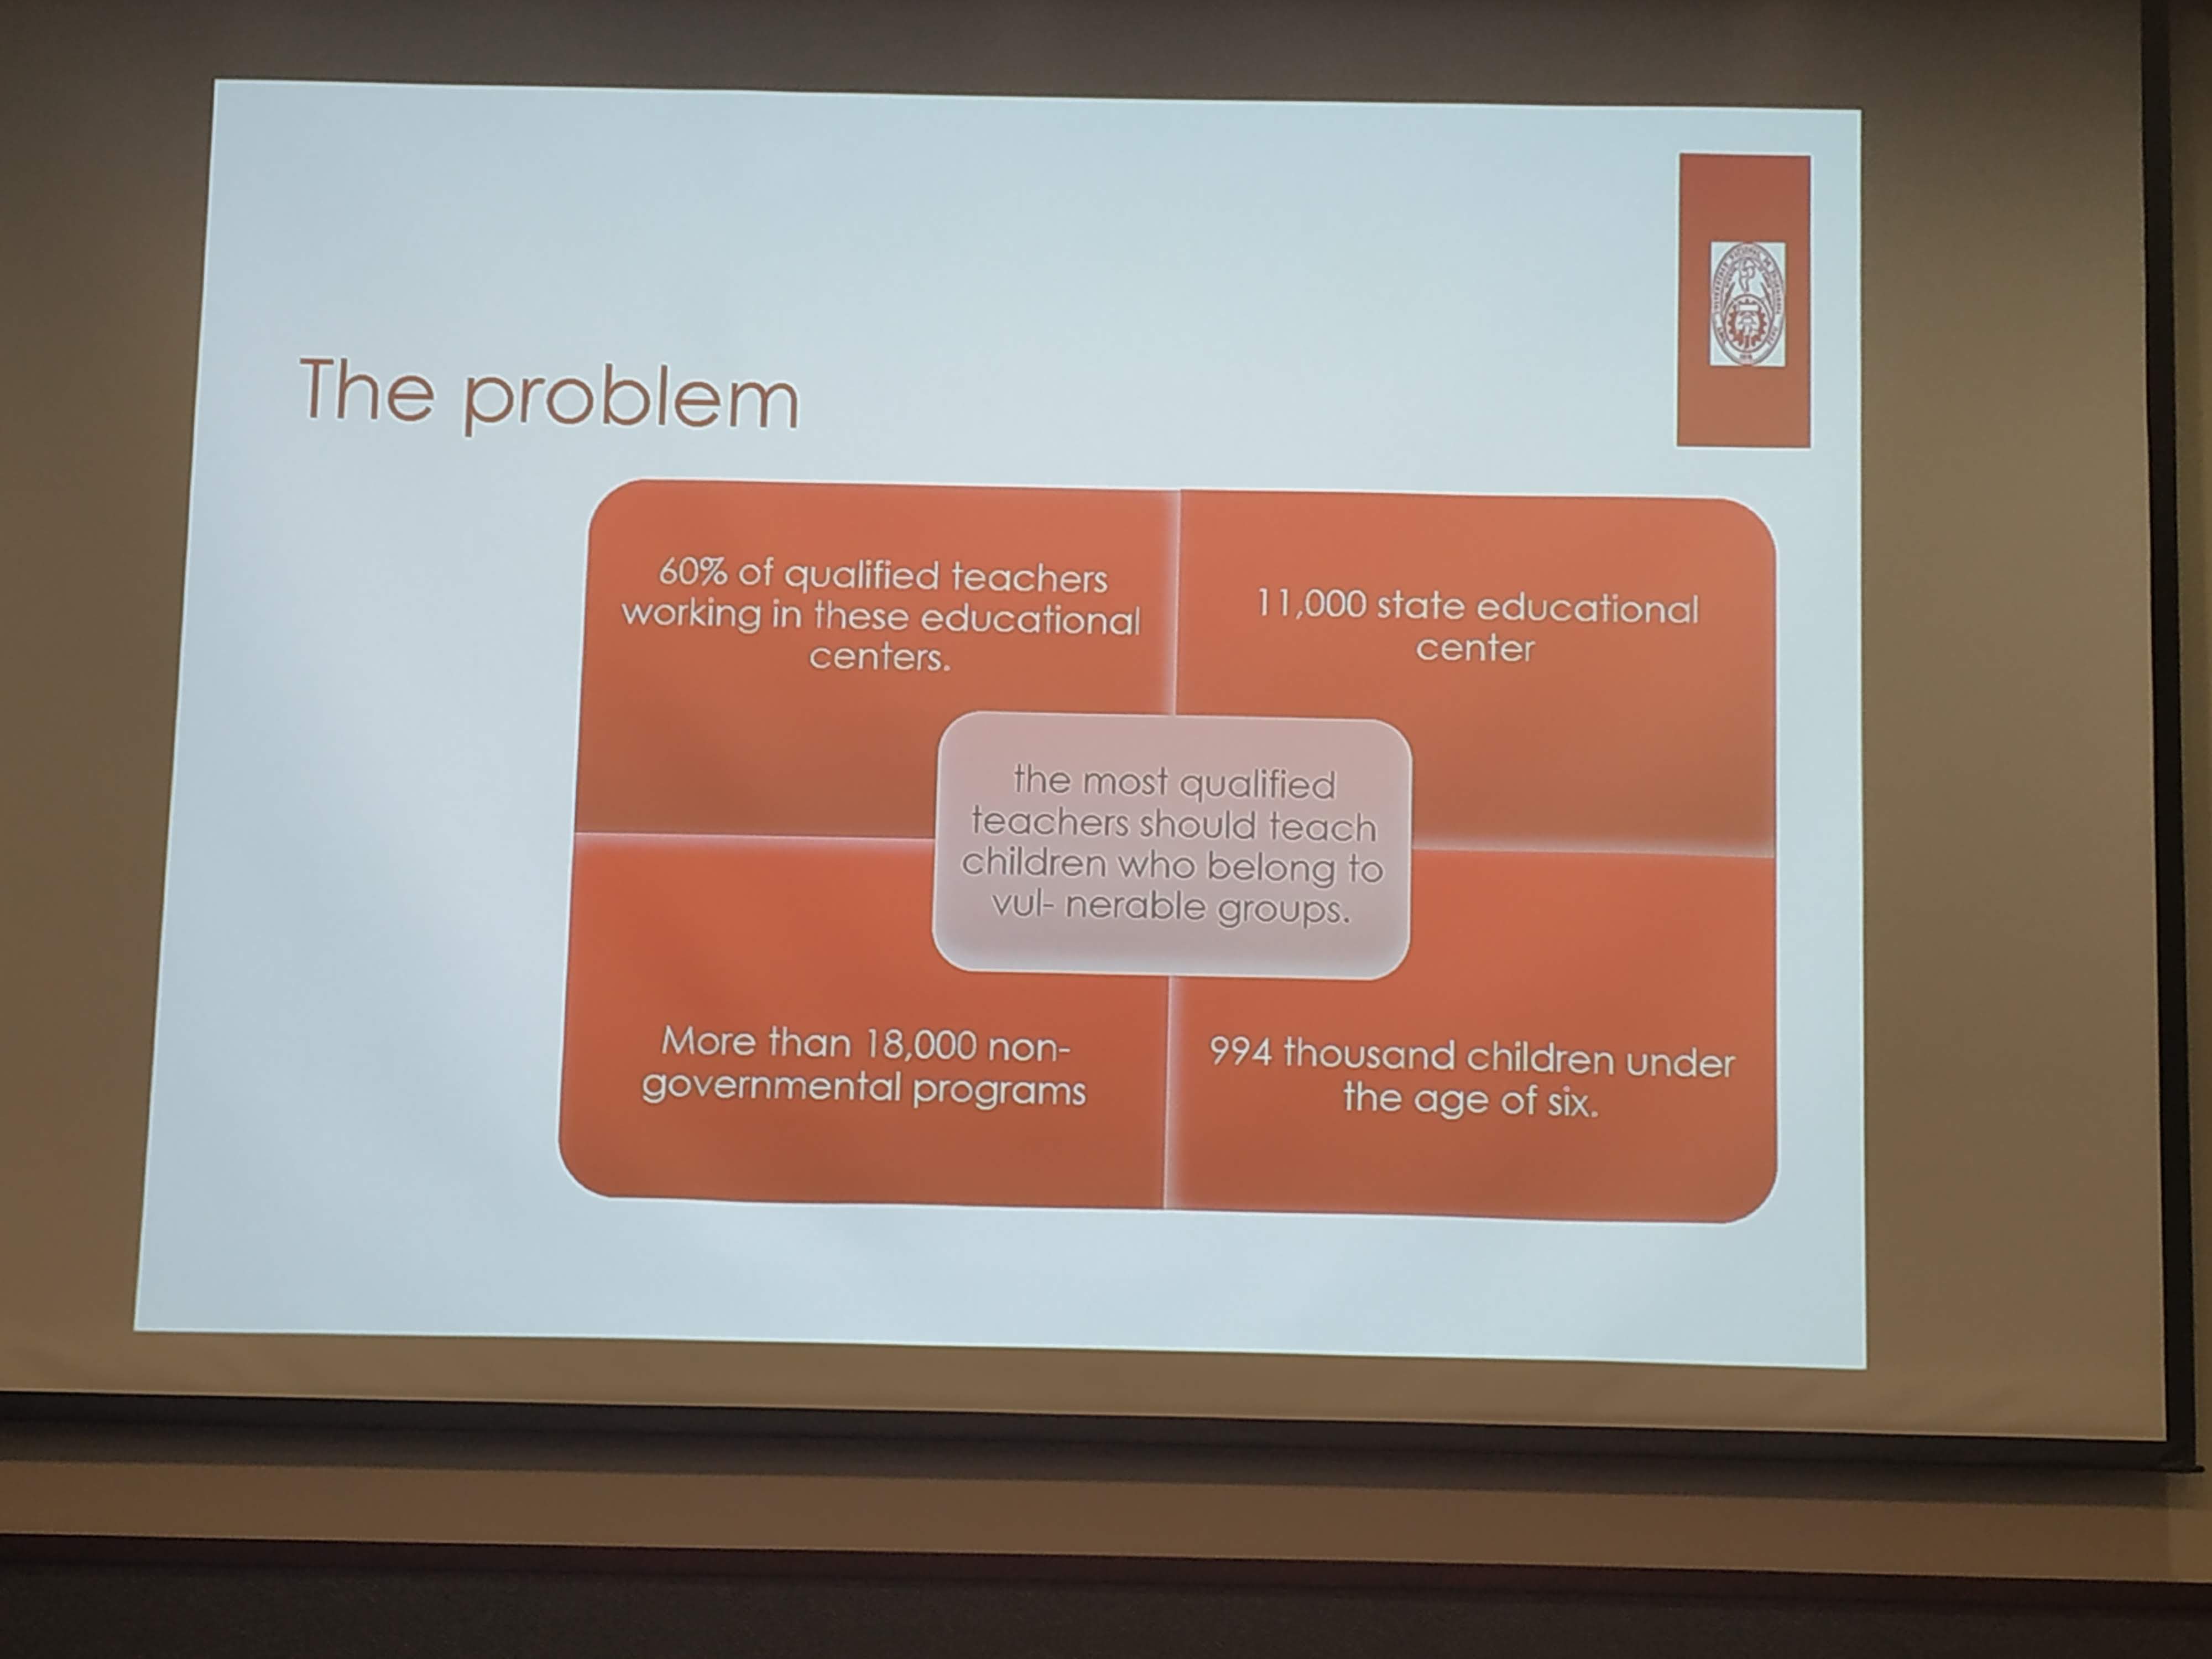 The problem
60% of qualified teachers
working in these educational
centers.
11,000 state educational
center
the most qualified
teachers should teach
children who belong to
vul- nerable groups.
More than 18,000 non-
governmental programs
994 thousand children under
the age of six.